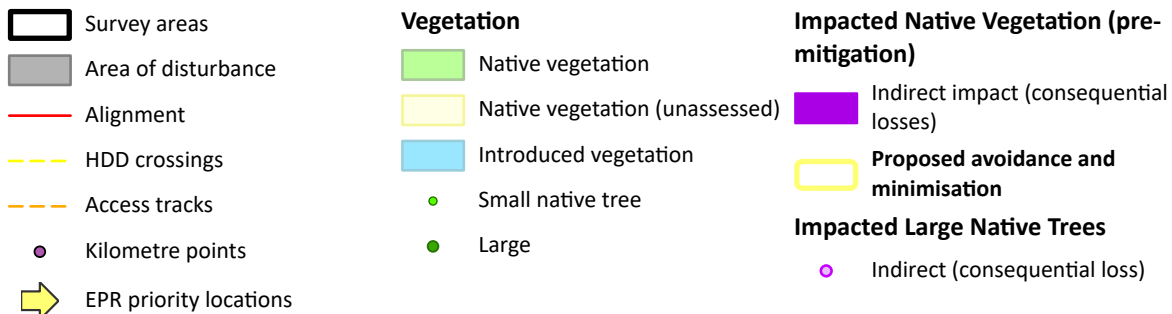 Survey areas
Area of disturbance
Alignment
HDD crossings
Access tracks
Kilometre points
EPR priority locations
Vegetation
Native vegetation
Native vegetation (unassessed)
Introduced vegetation
Small native tree
Large
Impacted Native Vegetation (pre-
mitigation)
Indirect impact (consequential
losses)
Proposed avoidance and
minimisation
Impacted Large Native Trees
Indirect (consequential loss)